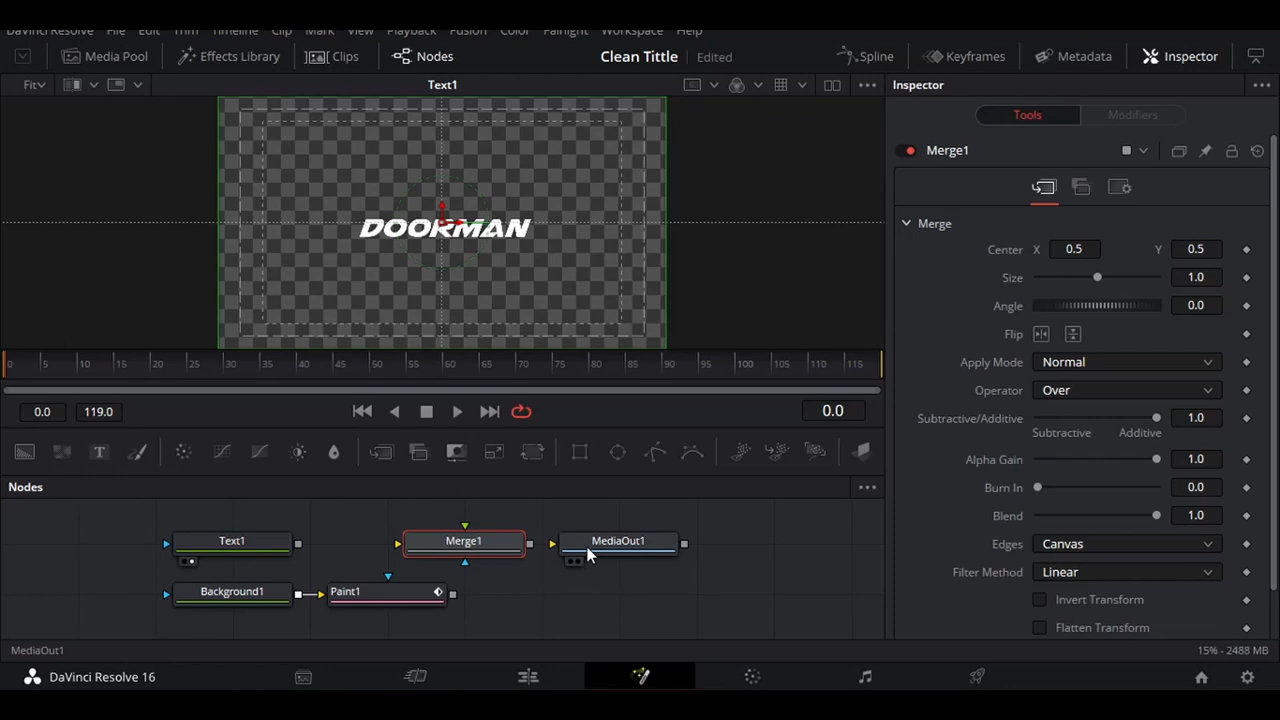 DaVinci Resolve File Edit Trim Timeline Clip Mark View Playback Fusion Color Fairlight Workspace Help
Media Pool Effects Library Clips Nodes Clean Tittle Edited Spline Keyframes Metadata Inspector
Fit Text1 Inspector
Tools Modifiers
Merge1
Merge
Center X 0.5 Y 0.5
Size 1.0
Angle 0.0
Flip
Apply Mode Normal
Operator Over
Subtractive/Additive 1.0
Subtractive Additive
Alpha Gain 1.0
Burn In 0.0
Blend 1.0
Edges Canvas
Filter Method Linear
Invert Transform
Flatten Transform
DOOKMAN
0 5 10 15 20 25 30 35 40 45 50 55 60 65 70 75 80 85 90 95 100 105 110 115
0.0 119.0 0.0
T
Nodes
Text1 Merge1 MediaOut1
Background1 Paint1
MediaOut1 15% - 2488 MB
DaVinci Resolve 16